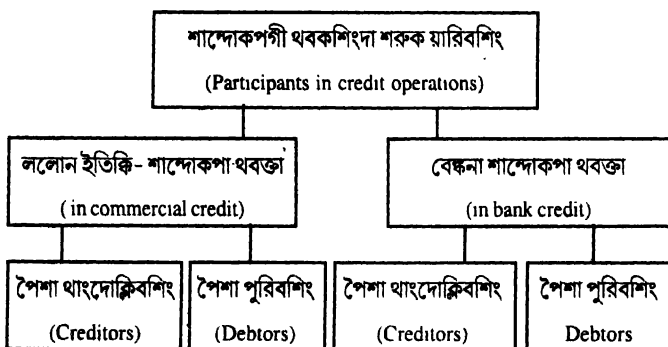 শান্দোকপগী থবকশিংদা শরুক য়ারিবশিং
(Participants in credit operations)
ললোন ইতিক্কি - শান্দোকপা থবক্তা
( in commercial credit)
বেঙ্কনা শান্দোকপা থবক্তা
(in bank credit)
পৈশা থাংদোক্লিবশিং
(Creditors)
পৈশা পুরিবশিং
(Debtors)
পৈশা থাংদোক্লিবশিং
(Creditors)
পৈশা পুরিবশিং
Debtors